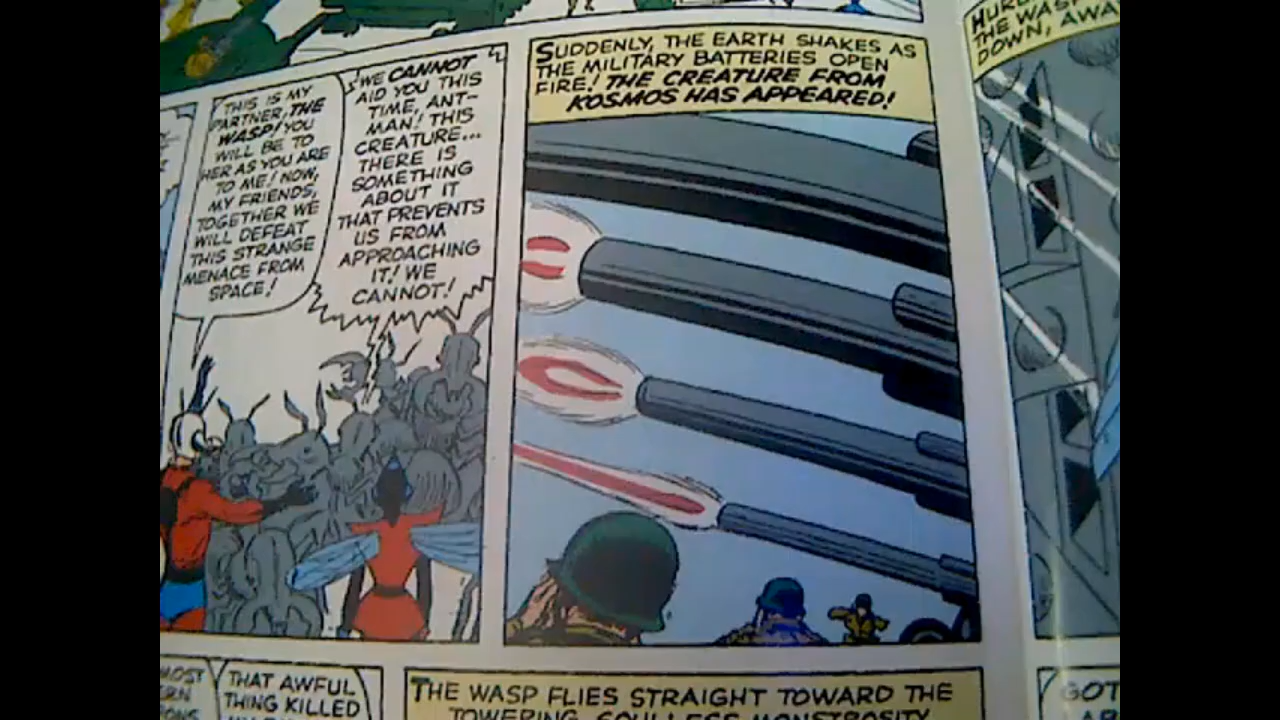 THIS IS MY
PARTNER, THE
WASP! YOU
WILL BE TO
HER AS YOU ARE
TO ME! NOW,
MY FRIENDS,
TOGETHER WE
WILL DEFEAT
THIS STRANGE
MENACE FROM
SPACE!
WE CANNOT
AID YOU THIS
TIME, ANT-
MAN! THIS
CREATURE...
THERE IS
SOMETHING
ABOUT IT
THAT PREVENTS
US FROM
APPROACHING
IT! WE
CANNOT!
SUDDENLY, THE EARTH SHAKES AS
THE MILITARY BATTERIES OPEN
FIRE! THE CREATURE FROM
KOSMOS HAS APPEARED!
THE WASP
DOWN,
THAT AWFUL
THING KILLED
THE WASP FLIES STRAIGHT TOWARD THE
TOWERING, SOULLESS MONSTROSITY
GOT